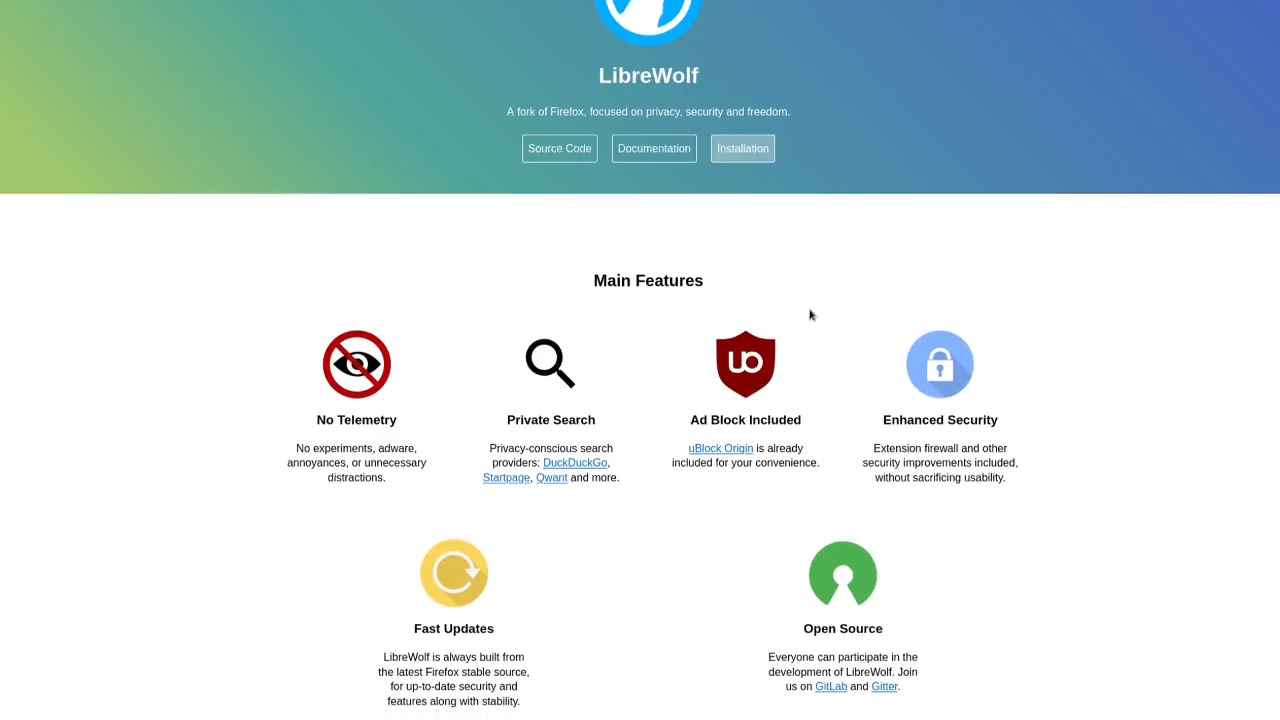 LibreWolf
A fork of Firefox, focused on privacy, security and freedom.
Source Code
Documentation
Installation
Main Features
No Telemetry
No experiments, adware,
annoyances, or unnecessary
distractions.
Private Search
Privacy-conscious search
providers: DuckDuckGo,
Startpage, Qwant and more.
uo
Ad Block Included
uBlock Origin is already
included for your convenience.
Enhanced Security
Extension firewall and other
security improvements included,
without sacrificing usability.
Fast Updates
LibreWolf is always built from
the latest Firefox stable source,
for up-to-date security and
features along with stability.
Open Source
Everyone can participate in the
development of LibreWolf. Join
us on GitLab and Gitter.